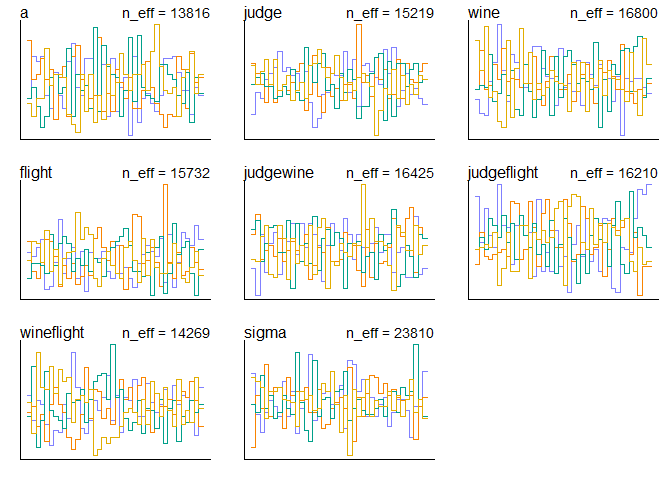 a n_eff = 13816
judge n_eff = 15219
wine n_eff = 16800
flight n_eff = 15732
judgewine n_eff = 16425
judgeflight n_eff = 16210
wineflight n_eff = 14269
sigma n_eff = 23810